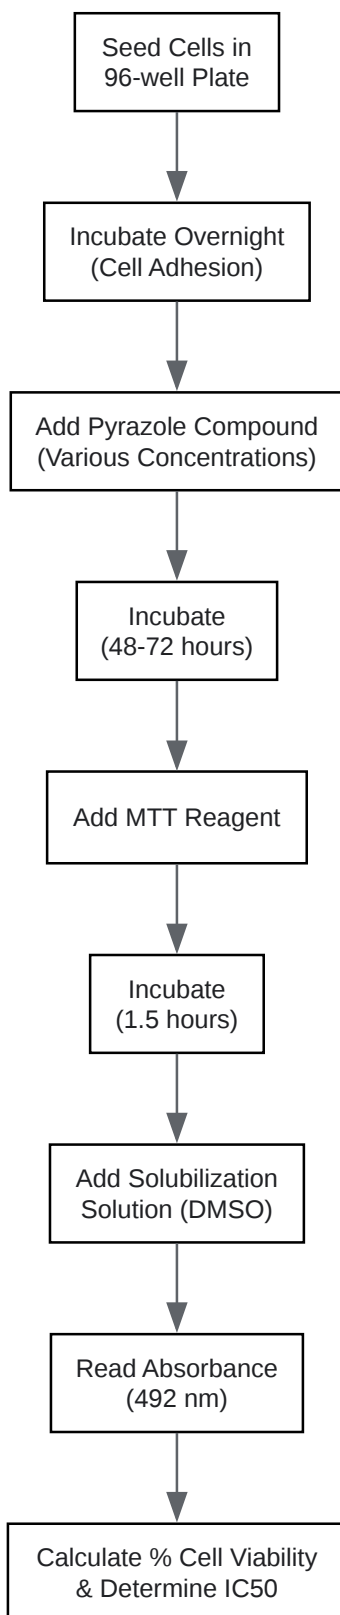 Seed Cells in
96-well Plate
Incubate Overnight
(Cell Adhesion)
Add Pyrazole Compound
(Various Concentrations)
Incubate
(48-72 hours)
Add MTT Reagent
Incubate
(1.5 hours)
Add Solubilization
Solution (DMSO)
Read Absorbance
(492 nm)
Calculate % Cell Viability
& Determine IC50